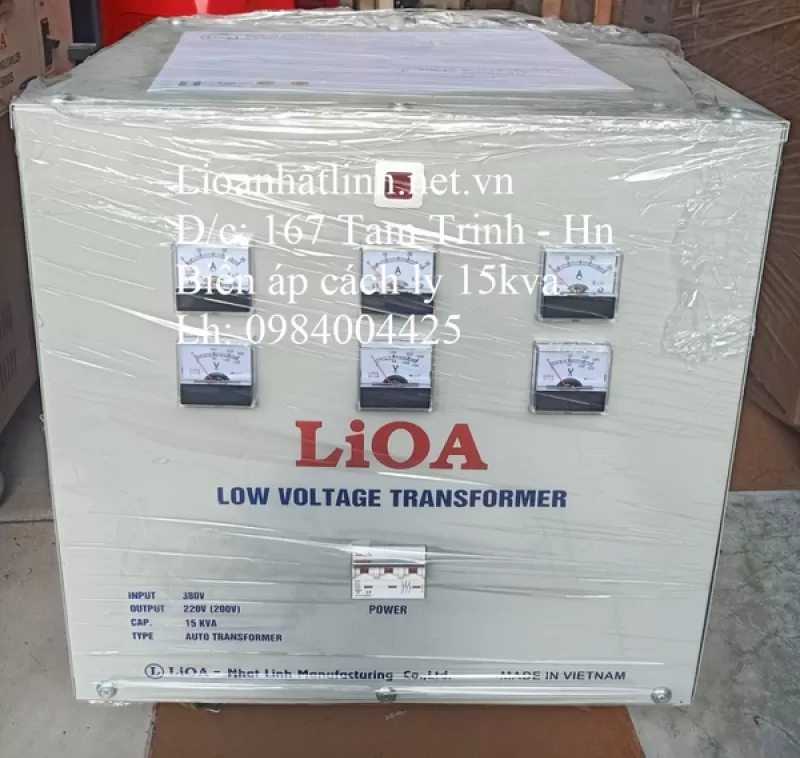 Lioanhatlinh.net.vn
D/c: 167 Tam Trinh - Hn
A
A
A
Biến áp cách ly 15kva
Lh: 0984004425
V
V
V
LiOA
LOW VOLTAGE TRANSFORMER
POWER
INPUT 380V
OUTPUT 220V (200V)
CAP. 15 KVA
TYPE AUTO TRANSFORMER
L LiOA - Nhat Linh Manufacturing Co.,Ltd. MADE IN VIETNAM